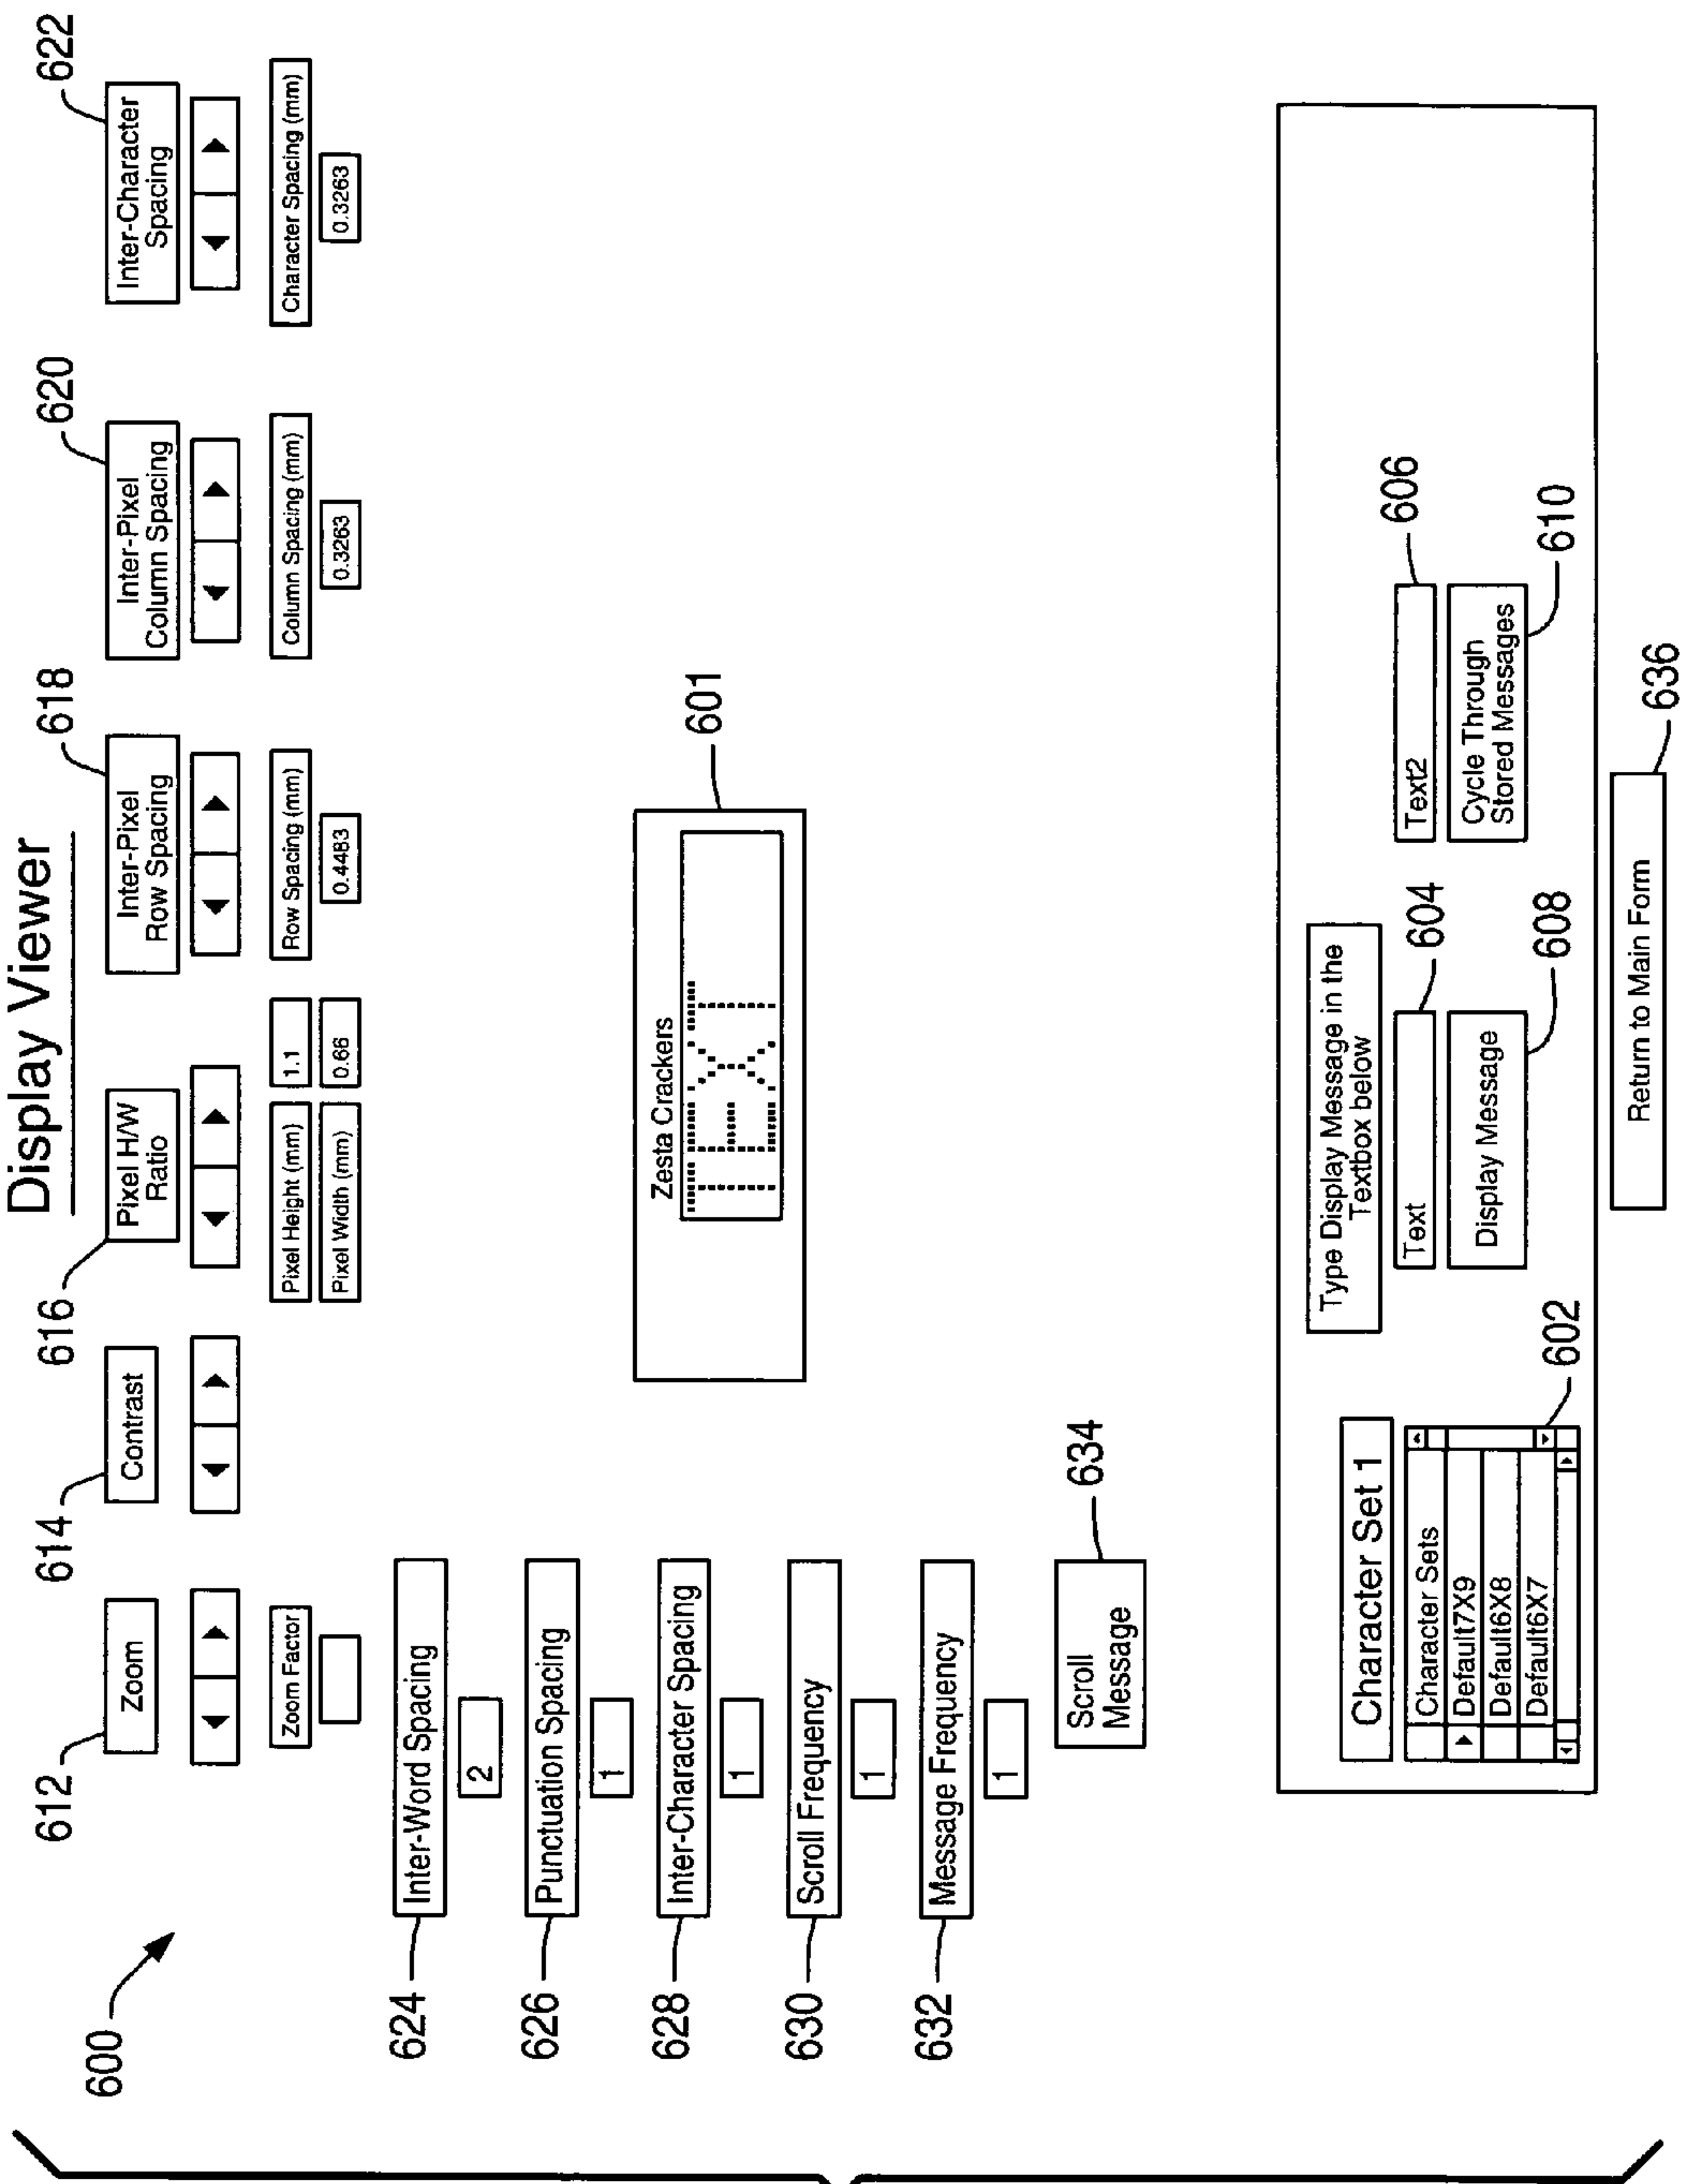 Display Viewer
600
612
Zoom
Zoom Factor
614
Contrast
616
Pixel H/W
Ratio
Pixel Height (mm)
1.1
Pixel Width (mm)
0.66
618
Inter-Pixel
Row Spacing
Row Spacing (mm)
0.4483
620
Inter-Pixel
Column Spacing
Column Spacing (mm)
0.3263
622
Inter-Character
Spacing
Character Spacing (mm)
0.3263
624
Inter-Word Spacing
2
626
Punctuation Spacing
1
628
Inter-Character Spacing
1
630
Scroll Frequency
1
632
Message Frequency
1
634
Scroll
Message
601
Zesta Crackers
TEXT
Character Set 1
Character Sets
Default7X9
Default6X8
Default6X7
602
Type Display Message in the
Textbox below
Text
604
Display Message
608
Text2
606
Cycle Through
Stored Messages
610
Return to Main Form
636